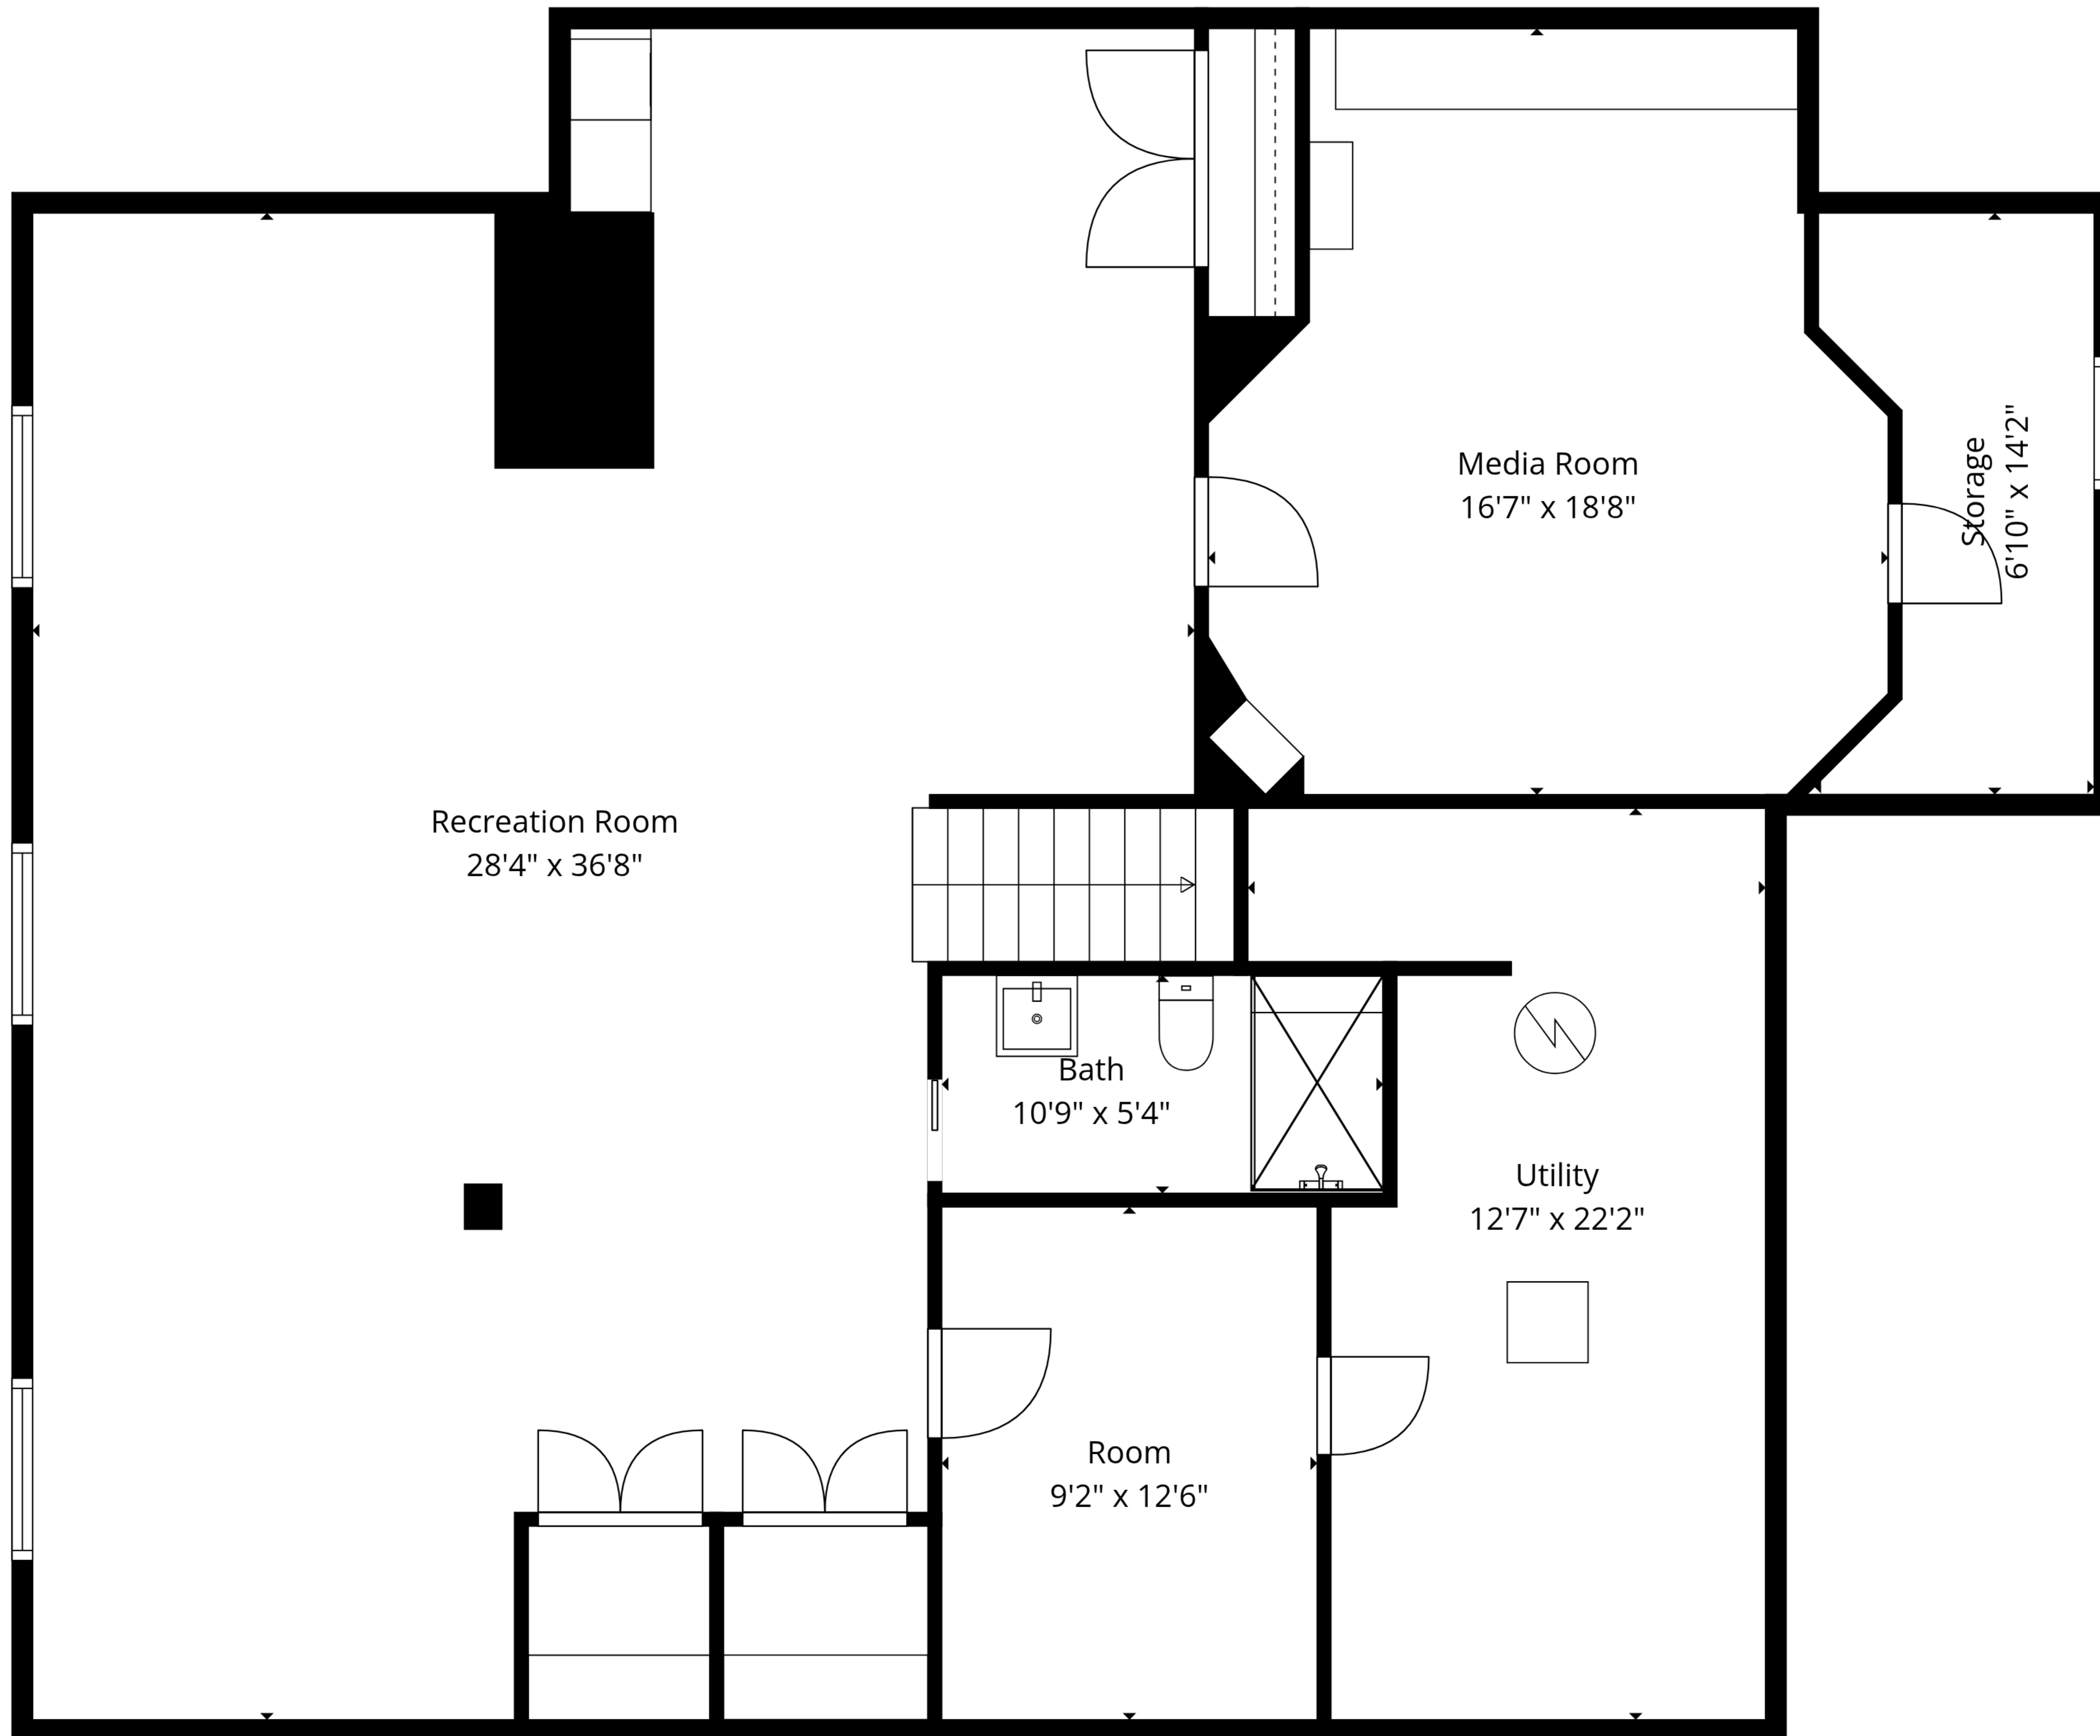 Media Room
16'7" x 18'8"
Storage
6'10" x 14'2"
Recreation Room
28'4" x 36'8"
Bath
10'9" x 5'4"
Utility
12'7" x 22'2"
Room
9'2" x 12'6"